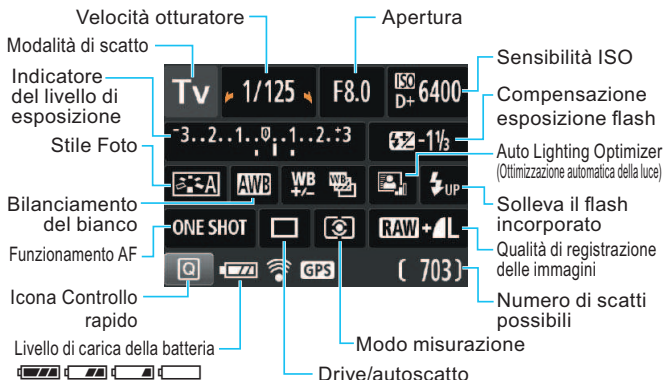 Velocità otturatore
Apertura
Modalità di scatto
Sensibilità ISO
Indicatore
del livello di
esposizione
Tv 1/125 F8.0 ISO D+ 6400
Compensazione
esposizione flash
-3..2..1..0..1..2.+3 -1⅓
Stile Foto
Auto Lighting Optimizer
(Ottimizzazione automatica della luce)
A AWB WB +/- WB UP
Bilanciamento
del bianco
Solleva il flash
incorporato
ONE SHOT RAW+L
Funzionamento AF
Qualità di registrazione
delle immagini
Q GPS ( 703)
Icona Controllo
rapido
Numero di scatti
possibili
Livello di carica della batteria
Modo misurazione
Drive/autoscatto